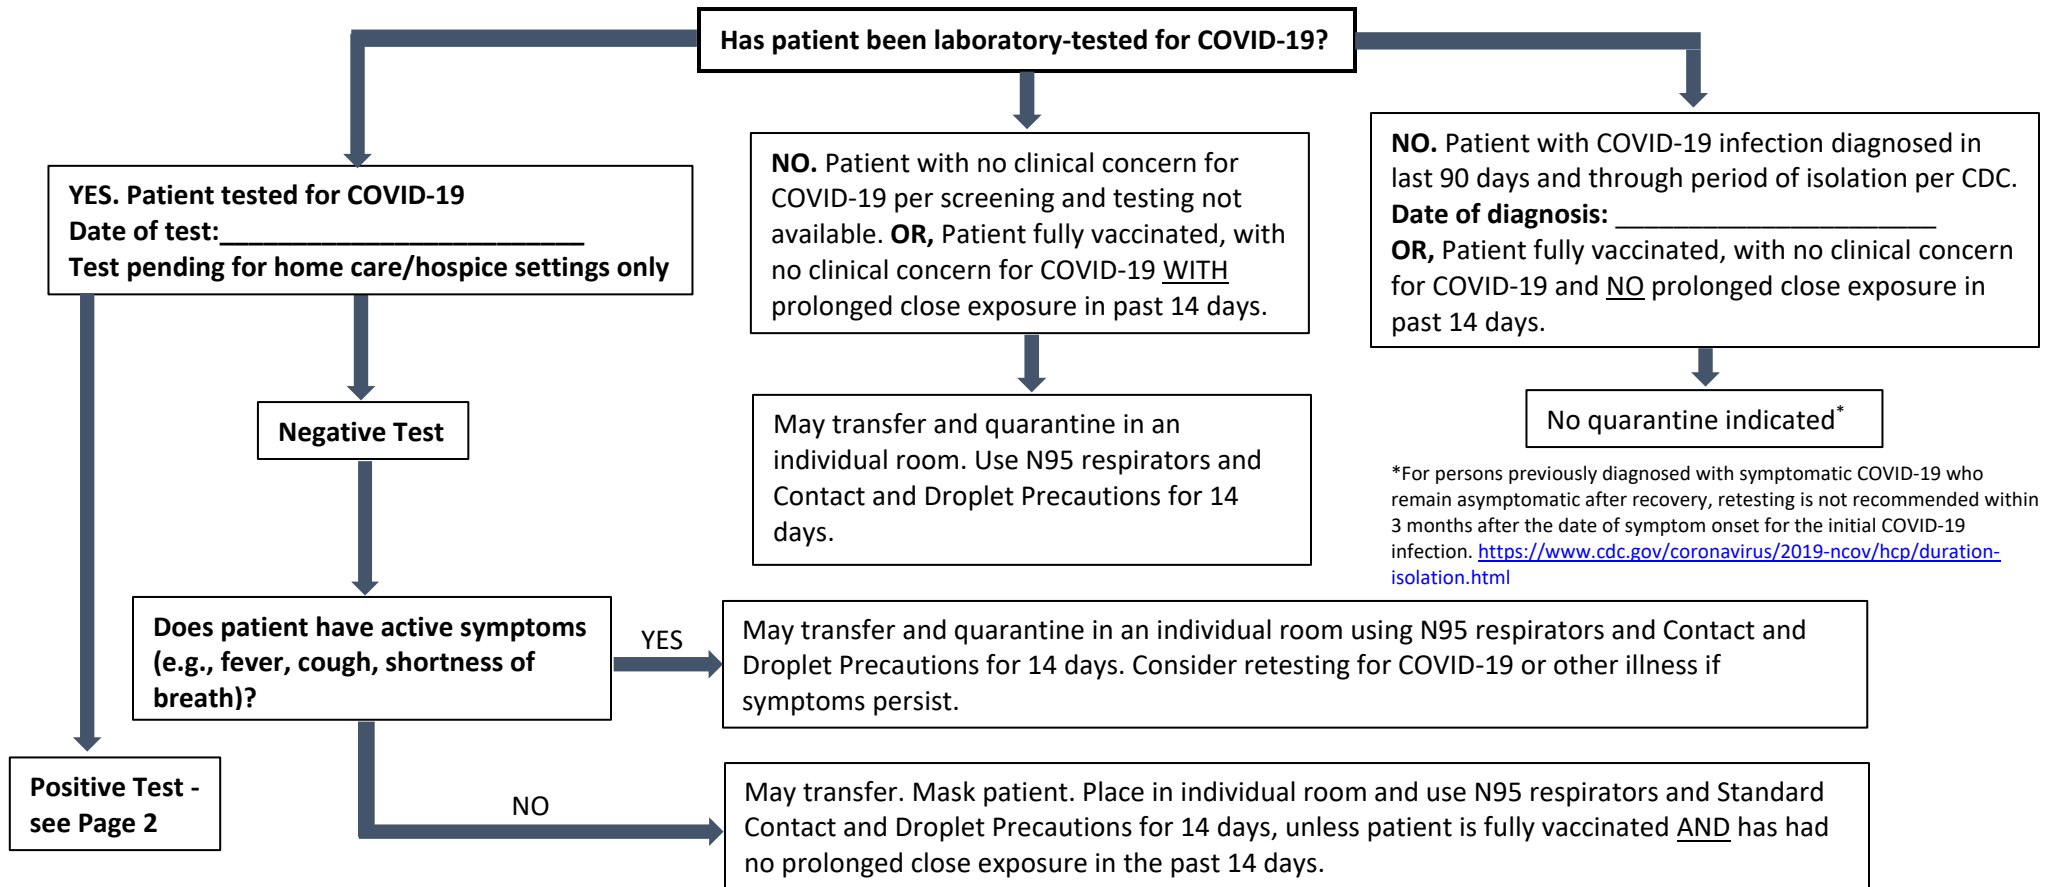 Has patient been laboratory-tested for COVID-19?
YES. Patient tested for COVID-19
Date of test:__________________________
Test pending for home care/hospice settings only
NO. Patient with no clinical concern for
COVID-19 per screening and testing not
available. OR, Patient fully vaccinated, with
no clinical concern for COVID-19 WITH
prolonged close exposure in past 14 days.
NO. Patient with COVID-19 infection diagnosed in
last 90 days and through period of isolation per CDC.
Date of diagnosis: _______________________
OR, Patient fully vaccinated, with no clinical concern
for COVID-19 and NO prolonged close exposure in
past 14 days.
Negative Test
May transfer and quarantine in an
individual room. Use N95 respirators and
Contact and Droplet Precautions for 14
days.
No quarantine indicated*
*For persons previously diagnosed with symptomatic COVID-19 who
remain asymptomatic after recovery, retesting is not recommended within
3 months after the date of symptom onset for the initial COVID-19
infection. https://www.cdc.gov/coronavirus/2019-ncov/hcp/duration-
isolation.html
Does patient have active symptoms
(e.g., fever, cough, shortness of
breath)?
YES
May transfer and quarantine in an individual room using N95 respirators and Contact and
Droplet Precautions for 14 days. Consider retesting for COVID-19 or other illness if
symptoms persist.
Positive Test -
see Page 2
NO
May transfer. Mask patient. Place in individual room and use N95 respirators and Standard
Contact and Droplet Precautions for 14 days, unless patient is fully vaccinated AND has had
no prolonged close exposure in the past 14 days.